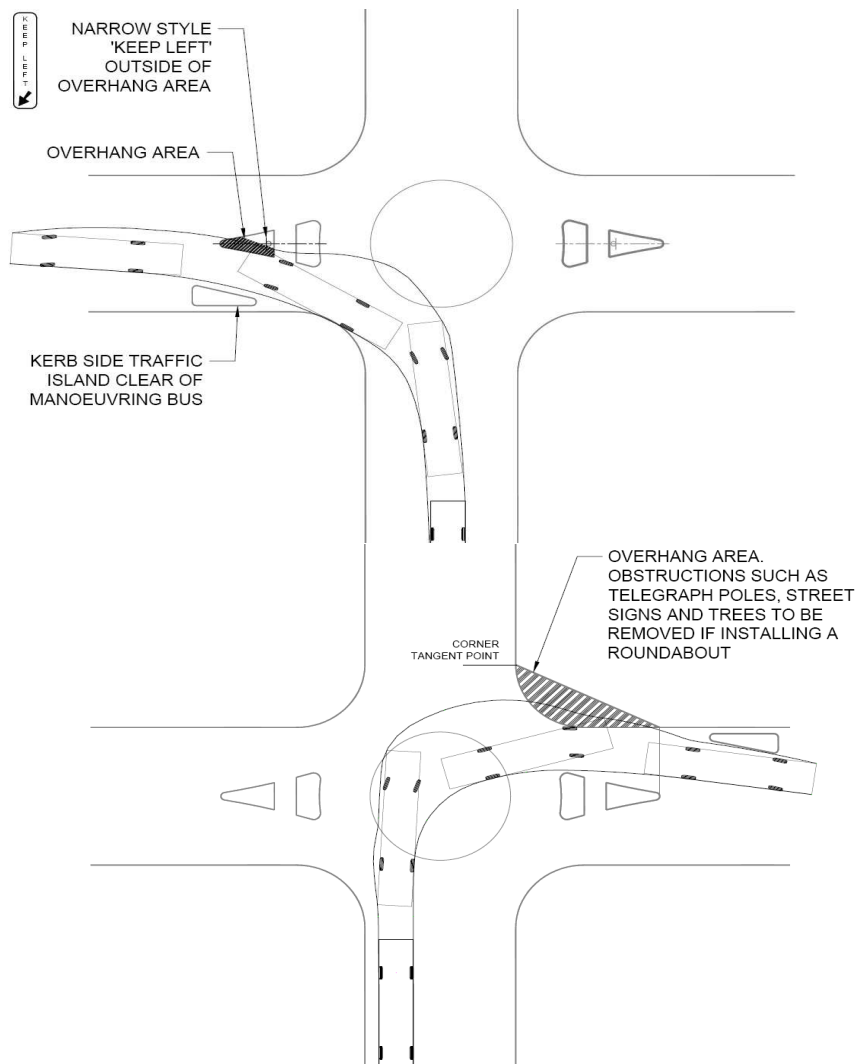 KEEP LEFT
NARROW STYLE
'KEEP LEFT'
OUTSIDE OF
OVERHANG AREA
OVERHANG AREA
KERB SIDE TRAFFIC
ISLAND CLEAR OF
MANOEUVRING BUS
OVERHANG AREA.
OBSTRUCTIONS SUCH AS
TELEGRAPH POLES, STREET
SIGNS AND TREES TO BE
REMOVED IF INSTALLING A
ROUNDABOUT
CORNER
TANGENT POINT